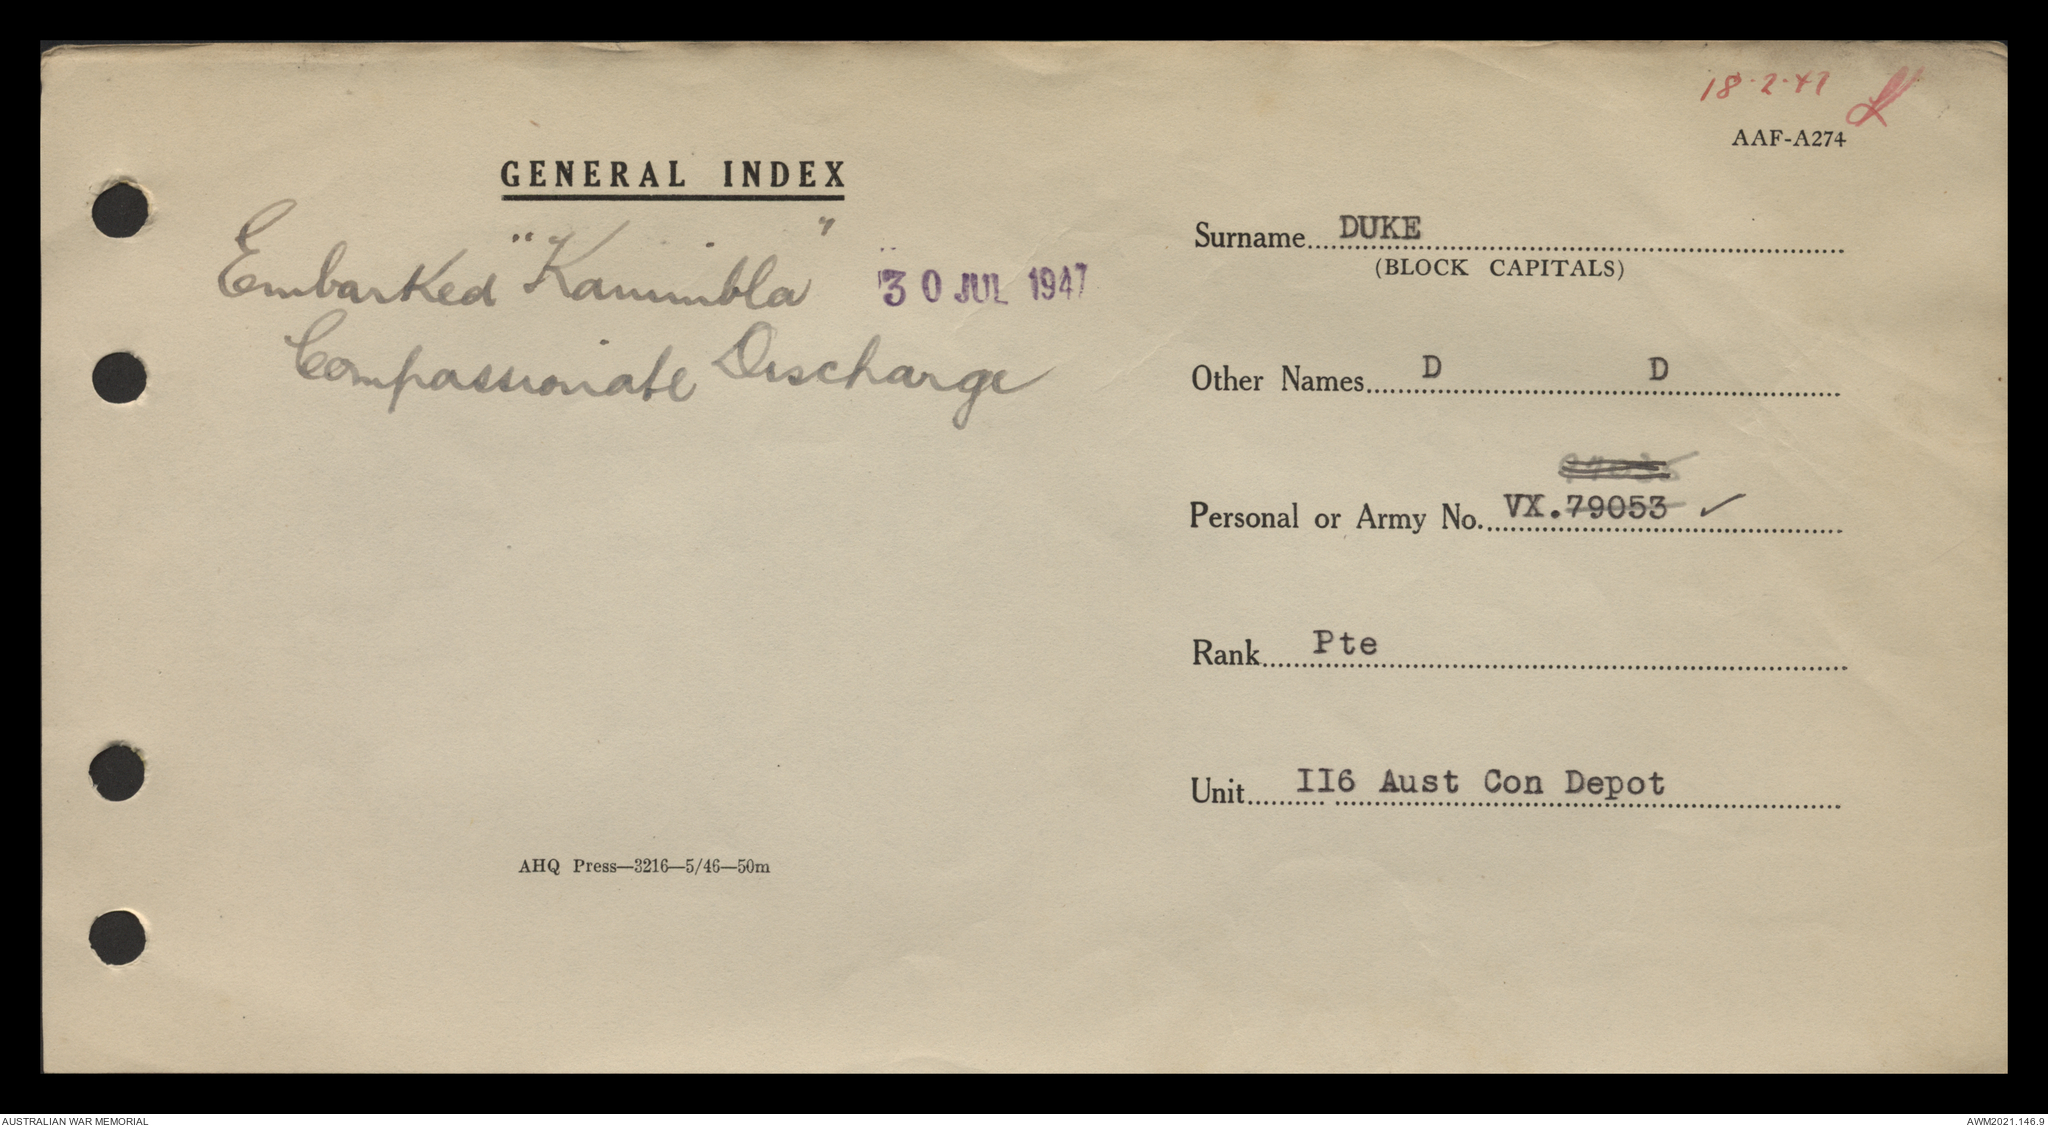 18-2-47
AAF-A274
GENERAL INDEX
Embarked "Kanimbla" 30 JUL 1947
Compassionate Discharge
Surname DUKE
(BLOCK CAPITALS)
Other Names D D
Personal or Army No. VX.79053 ✓
Rank Pte
Unit II6 Aust Con Depot
AHQ Press—3216—5/46—50m
AUSTRALIAN WAR MEMORIAL
AWM2021.146.9